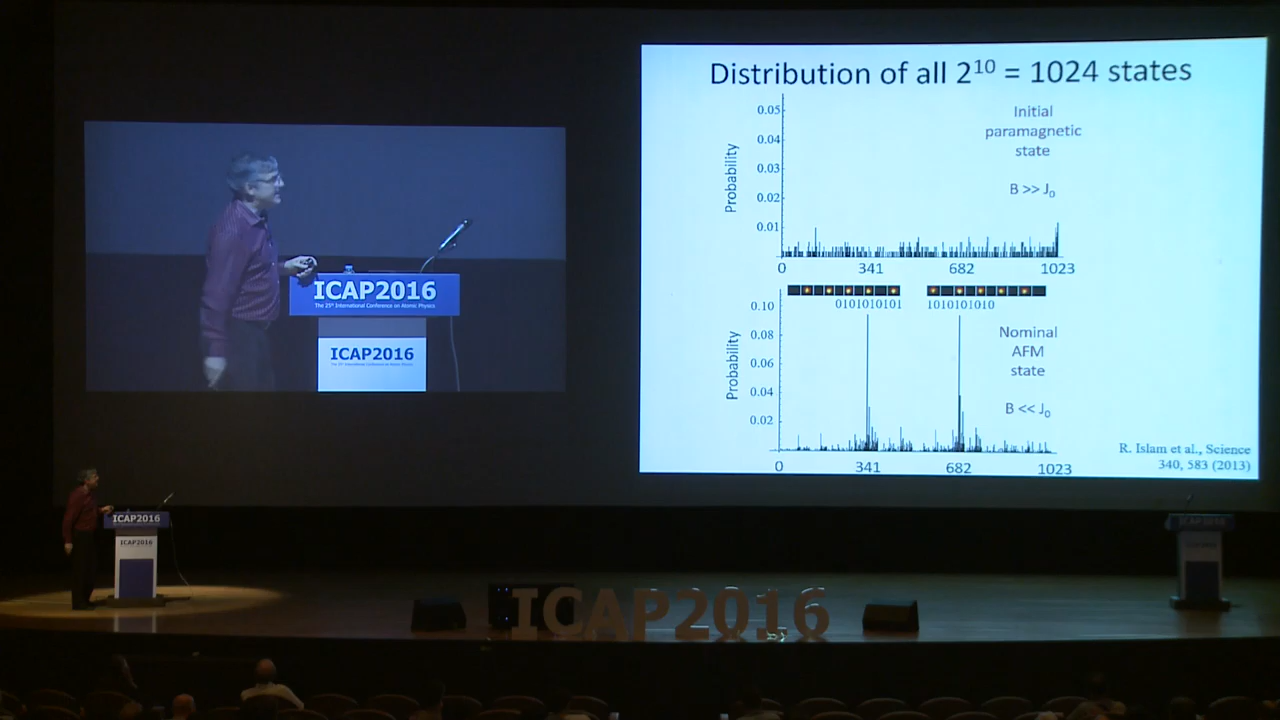 Distribution of all 2¹⁰ = 1024 states
Probability
0.05
0.04
0.03
0.02
0.01
0
341
682
1023
Initial
paramagnetic
state
B >> J₀
0101010101
1010101010
Probability
0.10
0.08
0.06
0.04
0.02
0
341
682
1023
Nominal
AFM
state
B << J₀
R. Islam et al., Science
340, 583 (2013)
ICAP2016
The 25th International Conference on Atomic Physics
ICAP2016
ICAP2016
ICAP2016
ICAP2016
ICAP2016